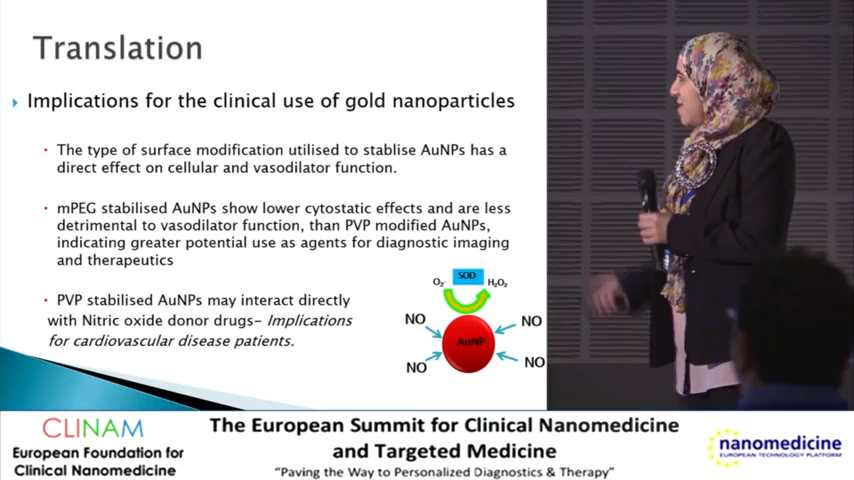 Translation
Implications for the clinical use of gold nanoparticles
The type of surface modification utilised to stablise AuNPs has a
direct effect on cellular and vasodilator function.
mPEG stabilised AuNPs show lower cytostatic effects and are less
detrimental to vasodilator function, than PVP modified AuNPs,
indicating greater potential use as agents for diagnostic imaging
and therapeutics
PVP stabilised AuNPs may interact directly
with Nitric oxide donor drugs– Implications
for cardiovascular disease patients.
SOD
O₂⁻
H₂O₂
NO
NO
AuNP
NO
NO
CLINAM
European Foundation for
Clinical Nanomedicine
The European Summit for Clinical Nanomedicine
and Targeted Medicine
“Paving the Way to Personalized Diagnostics & Therapy”
nanomedicine
EUROPEAN TECHNOLOGY PLATFORM